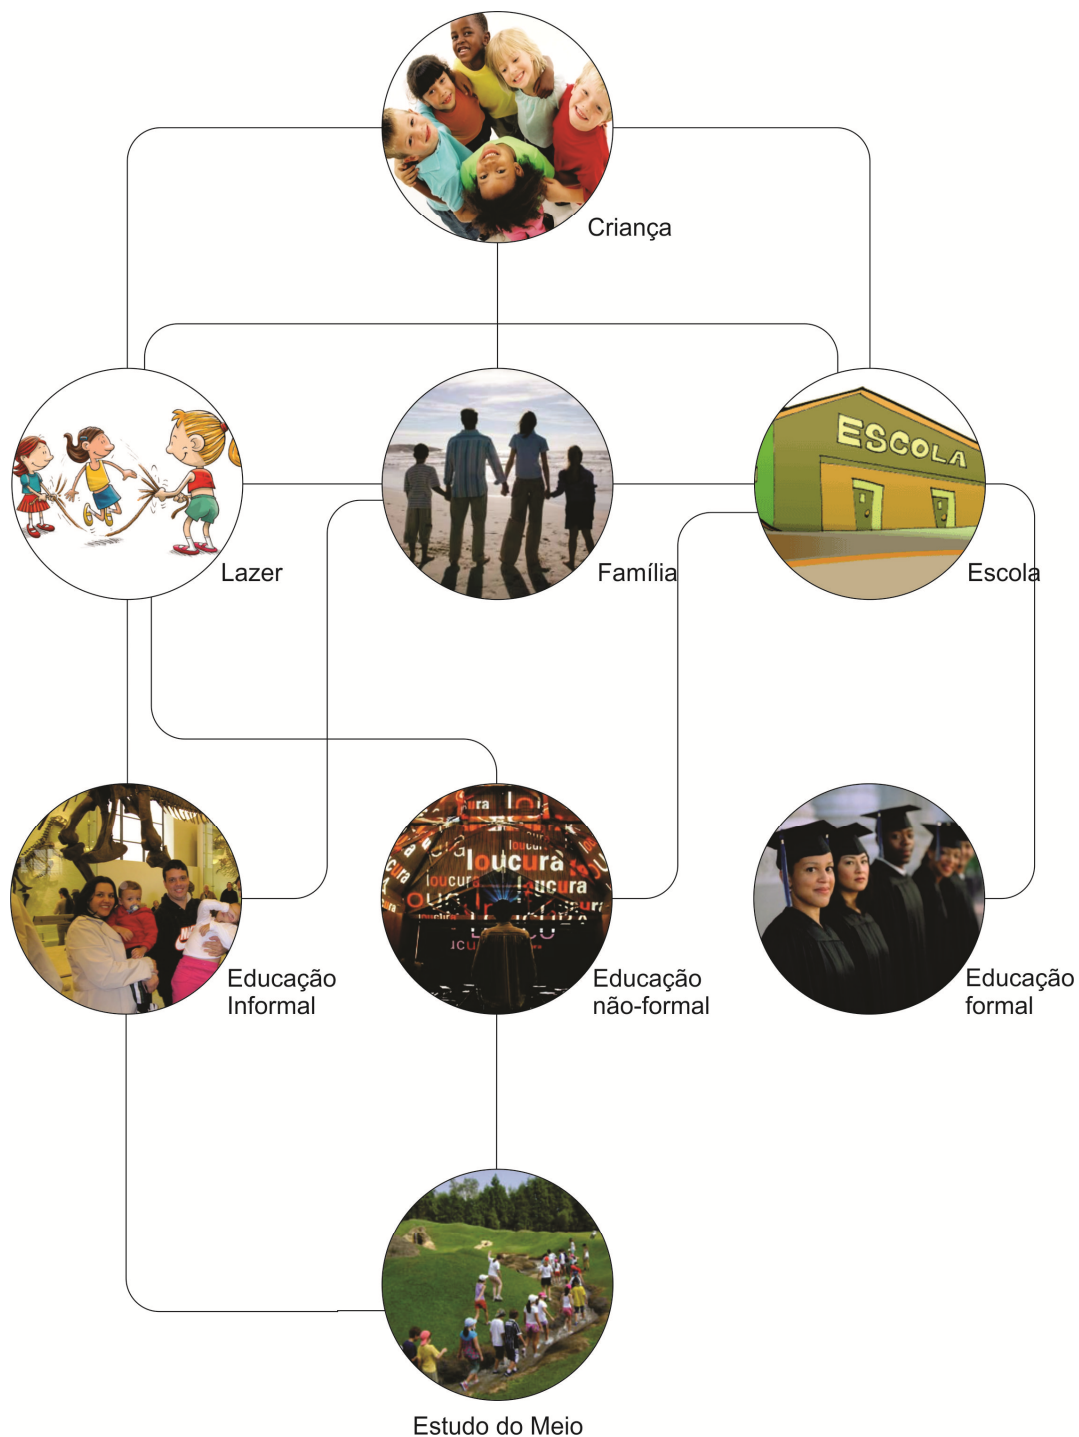 Criança
ESCOLA
Lazer
Família
Escola
loucura
loucura
loucura
Educação
Informal
Educação
não-formal
Educação
formal
Estudo do Meio